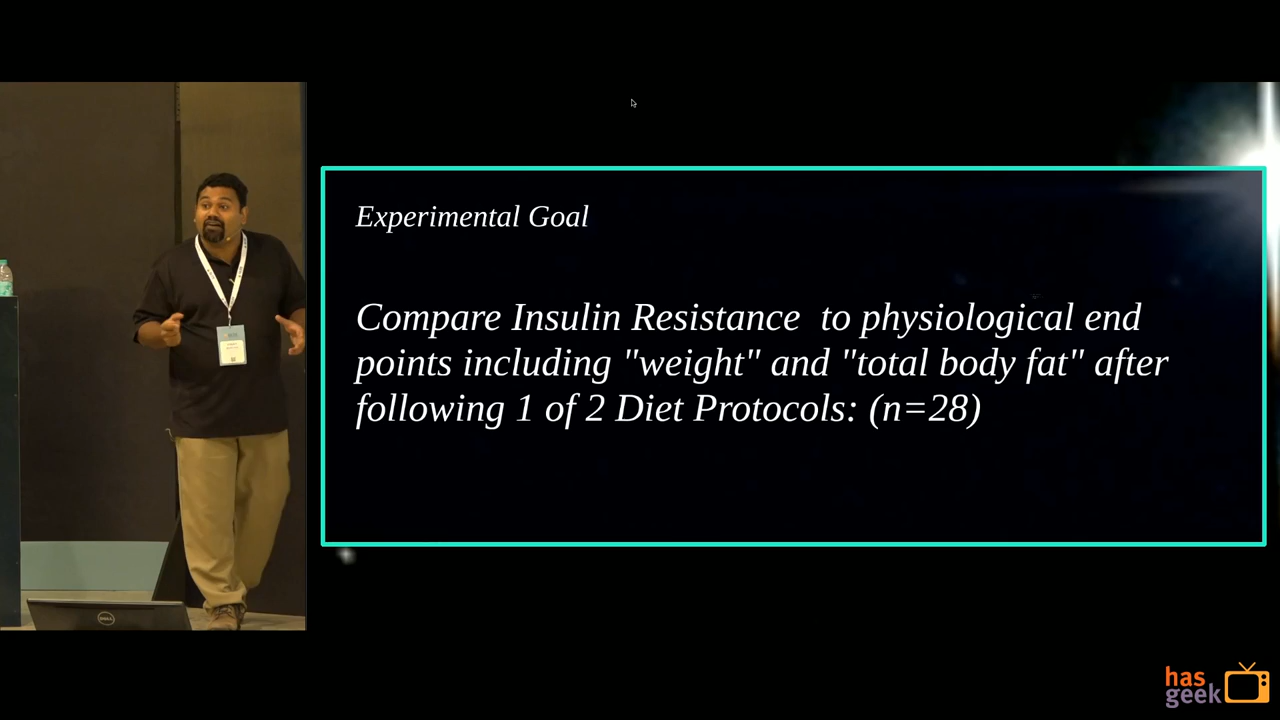 Experimental Goal
Compare Insulin Resistance to physiological end
points including "weight" and "total body fat" after
following 1 of 2 Diet Protocols: (n=28)
DELL
has
geek